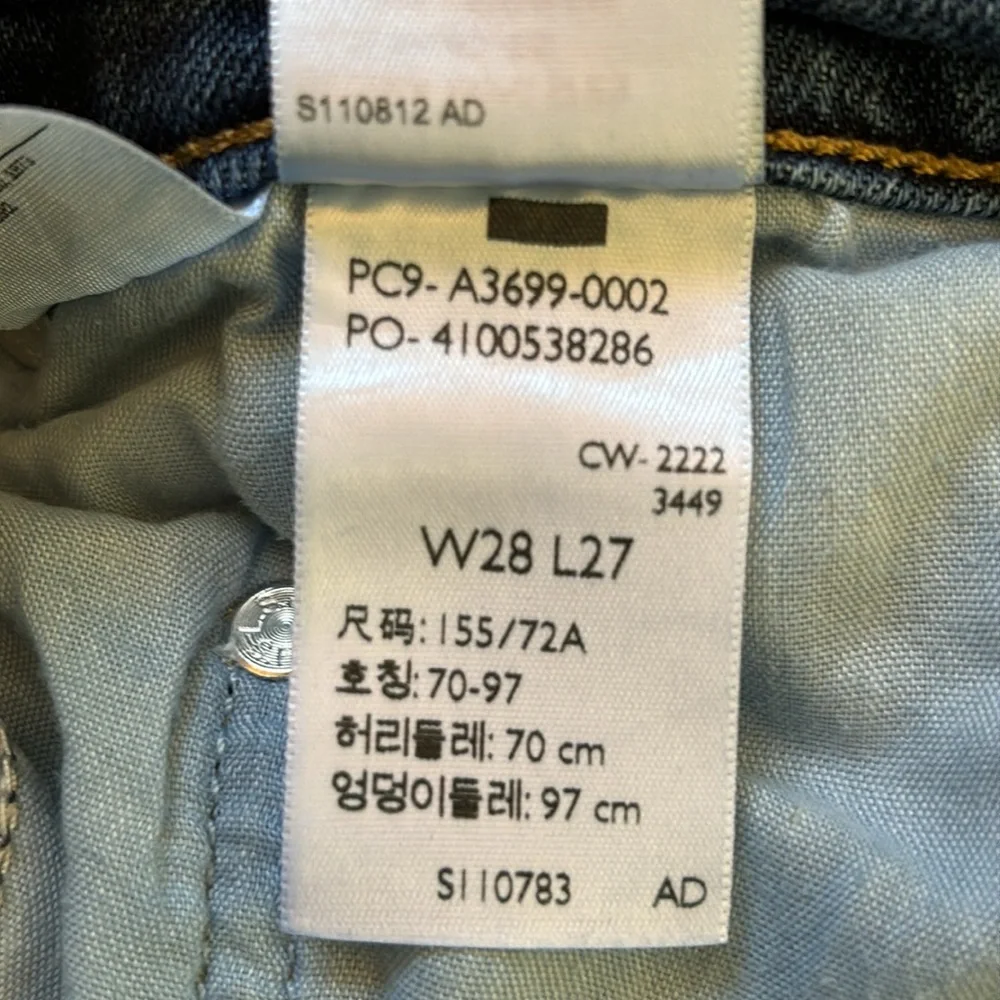 S110812 AD
PC9- A3699-0002
PO- 4100538286
CW- 2222
3449
W28 L27
尺码: 155/72A
호칭: 70-97
허리둘레: 70 cm
엉덩이둘레: 97 cm
S110783 AD